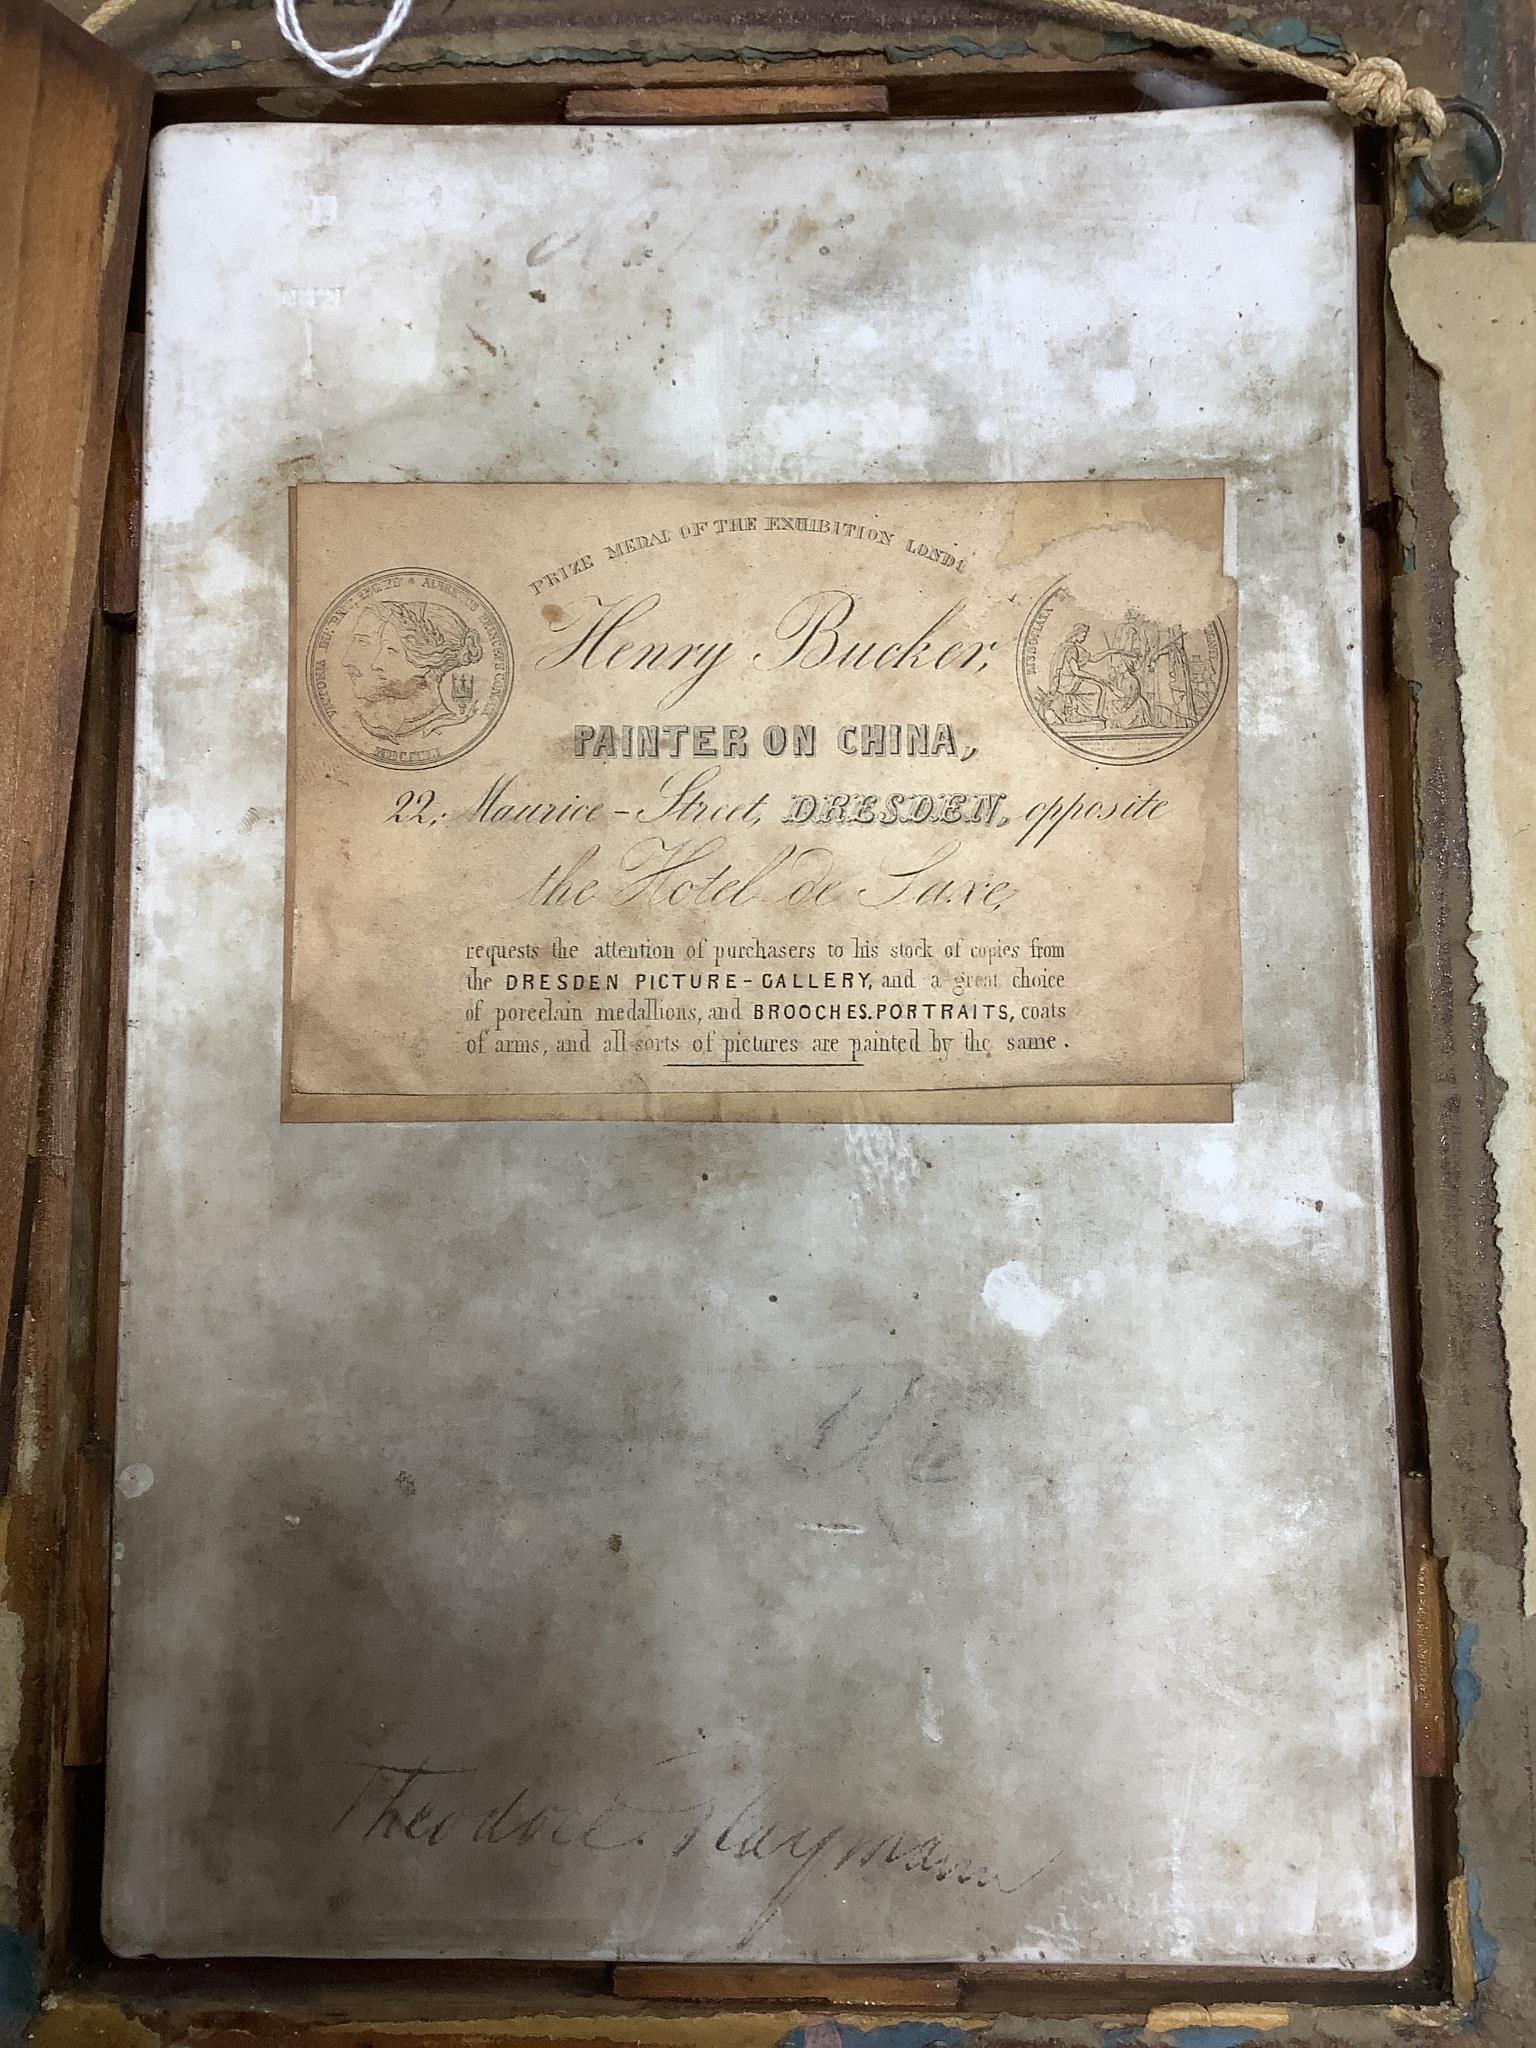 PRIZE MEDAL OF THE EXHIBITION
Henry Bucker,
PAINTER ON CHINA,
22, Maurice-Street, DRESDEN, opposite
the Hotel de Saxe,
requests the attention of purchasers to his stock of copies from
the DRESDEN PICTURE-GALLERY, and a great choice
of porcelain medallions, and BROOCHES.PORTRAITS, coats
of arms, and all sorts of pictures are painted by the same.
MDCCCLI
Theodore